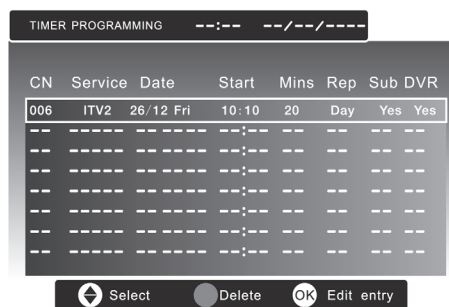 TIMER PROGRAMMING --:-- --/--/----
CN Service Date Start Mins Rep Sub DVR
006 ITV2 26/12 Fri 10:10 20 Day Yes Yes
-- ----- -- ---- --:-- -- -- -- --
-- ----- -- ---- --:-- -- -- -- --
-- ----- -- ---- --:-- -- -- -- --
-- ----- -- ---- --:-- -- -- -- --
-- ----- -- ---- --:-- -- -- -- --
-- ----- -- ---- --:-- -- -- -- --
-- ----- -- ---- --:-- -- -- -- --
Select Delete OK Edit entry